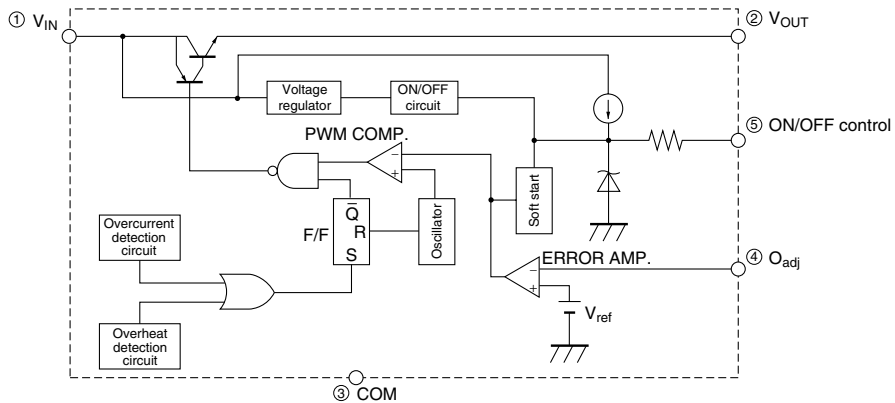 ① V_IN
② V_OUT
Voltage
regulator
ON/OFF
circuit
⑤ ON/OFF control
PWM COMP.
−
+
Soft start
Oscillator
Q̅
R
S
F/F
Overcurrent
detection
circuit
ERROR AMP.
④ O_adj
−
+
V_ref
Overheat
detection
circuit
③ COM